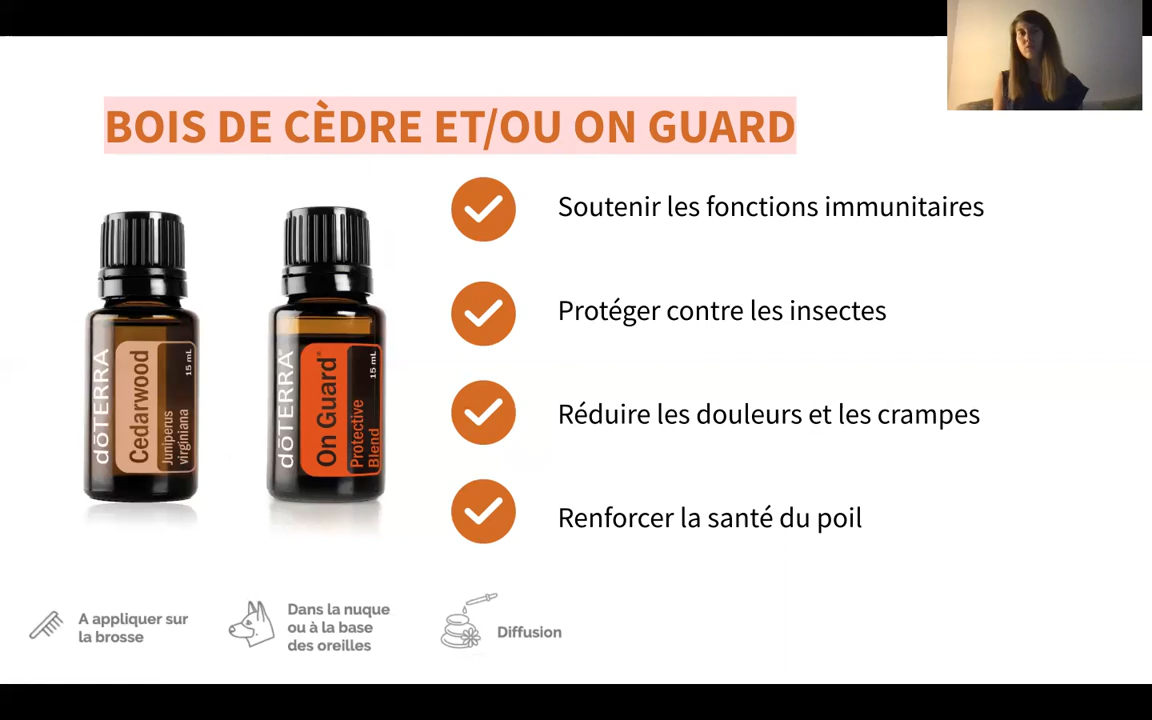 BOIS DE CÈDRE ET/OU ON GUARD
Soutenir les fonctions immunitaires
Protéger contre les insectes
Réduire les douleurs et les crampes
Renforcer la santé du poil
dōTERRA
Cedarwood
Juniperus
virginiana
15 mL
dōTERRA®
On Guard®
Protective
Blend
15 mL
A appliquer sur
la brosse
Dans la nuque
ou à la base
des oreilles
Diffusion